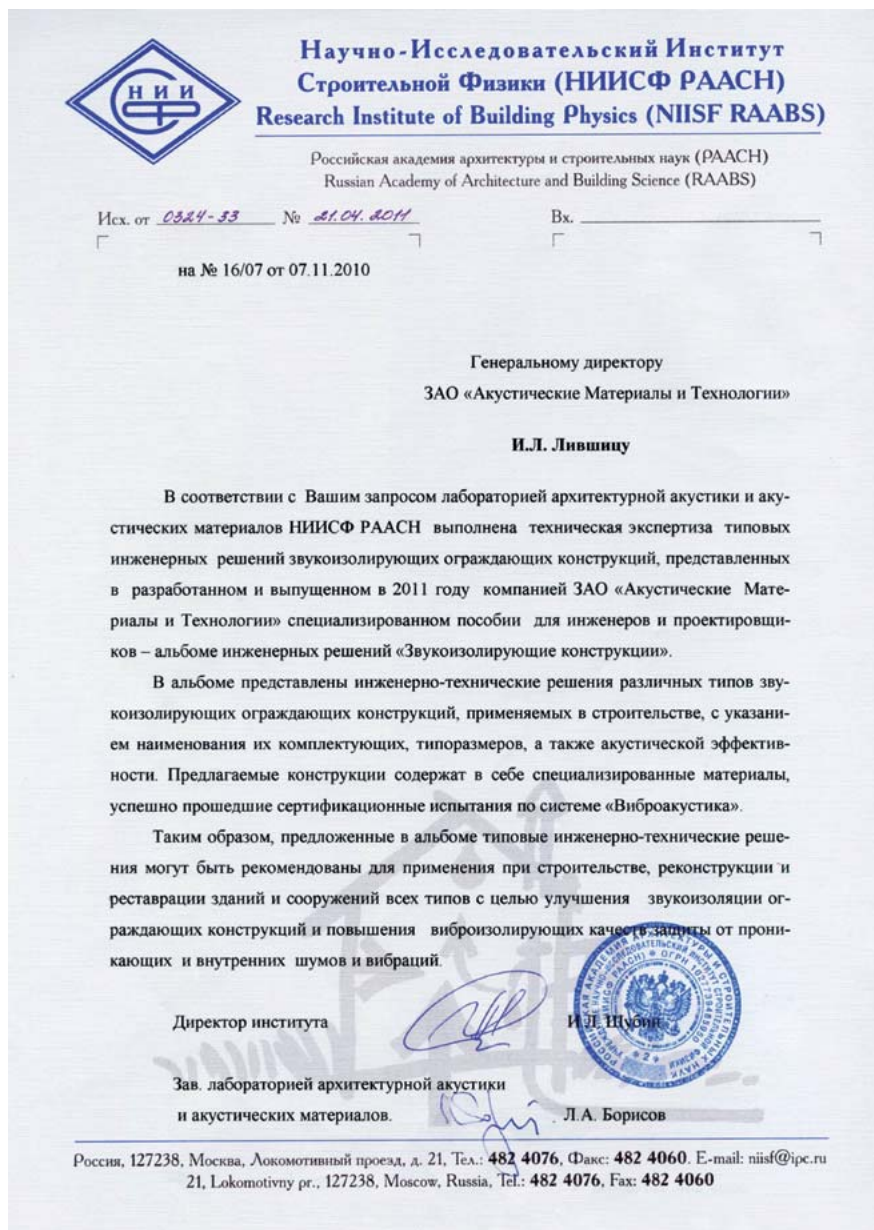 НИИ
СФ
Научно-Исследовательский Институт
Строительной Физики (НИИСФ РААСН)
Research Institute of Building Physics (NIISF RAABS)
Российская академия архитектуры и строительных наук (РААСН)
Russian Academy of Architecture and Building Science (RAABS)
Исх. от 0324-33 № 21.04.2011 Вх.
на № 16/07 от 07.11.2010
Генеральному директору
ЗАО «Акустические Материалы и Технологии»
И.Л. Лившицу
В соответствии с Вашим запросом лабораторией архитектурной акустики и аку-
стических материалов НИИСФ РААСН выполнена техническая экспертиза типовых
инженерных решений звукоизолирующих ограждающих конструкций, представленных
в разработанном и выпущенном в 2011 году компанией ЗАО «Акустические Мате-
риалы и Технологии» специализированном пособии для инженеров и проектировщи-
ков – альбоме инженерных решений «Звукоизолирующие конструкции».
В альбоме представлены инженерно-технические решения различных типов зву-
коизолирующих ограждающих конструкций, применяемых в строительстве, с указани-
ем наименования их комплектующих, типоразмеров, а также акустической эффектив-
ности. Предлагаемые конструкции содержат в себе специализированные материалы,
успешно прошедшие сертификационные испытания по системе «Виброакустика».
Таким образом, предложенные в альбоме типовые инженерно-технические реше-
ния могут быть рекомендованы для применения при строительстве, реконструкции и
реставрации зданий и сооружений всех типов с целью улучшения звукоизоляции ог-
раждающих конструкций и повышения виброизолирующих качеств защиты от прони-
кающих и внутренних шумов и вибраций.
Директор института И.Л. Шубин
Зав. лабораторией архитектурной акустики
и акустических материалов. Л.А. Борисов
Россия, 127238, Москва, Локомотивный проезд, д. 21, Тел.: 482 4076, Факс: 482 4060. E-mail: niisf@ipc.ru
21, Lokomotivny pr., 127238, Moscow, Russia, Tel.: 482 4076, Fax: 482 4060